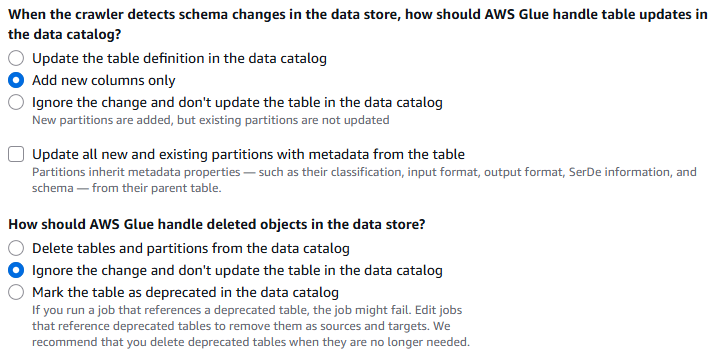 When the crawler detects schema changes in the data store, how should AWS Glue handle table updates in
the data catalog?
Update the table definition in the data catalog
Add new columns only
Ignore the change and don't update the table in the data catalog
New partitions are added, but existing partitions are not updated
Update all new and existing partitions with metadata from the table
Partitions inherit metadata properties — such as their classification, input format, output format, SerDe information, and
schema — from their parent table.
How should AWS Glue handle deleted objects in the data store?
Delete tables and partitions from the data catalog
Ignore the change and don't update the table in the data catalog
Mark the table as deprecated in the data catalog
If you run a job that references a deprecated table, the job might fail. Edit jobs
that reference deprecated tables to remove them as sources and targets. We
recommend that you delete deprecated tables when they are no longer needed.